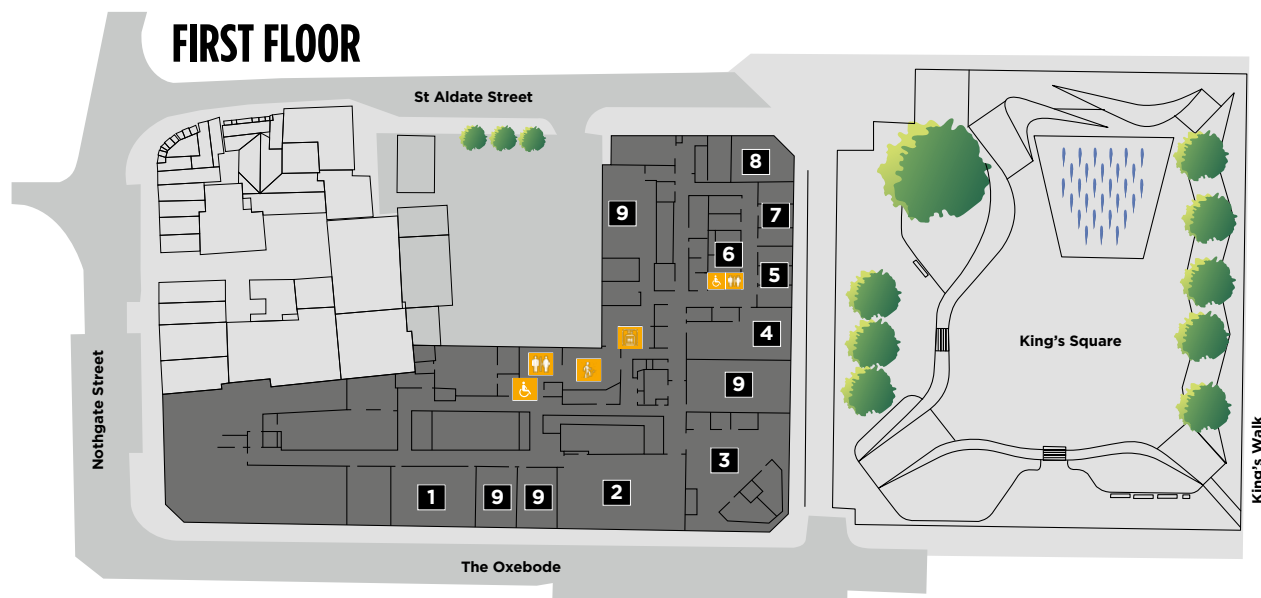 FIRST FLOOR
St Aldate Street
8
9
7
6
5
4
King's Square
9
Nothgate Street
3
King's Walk
1
9
9
2
The Oxebode